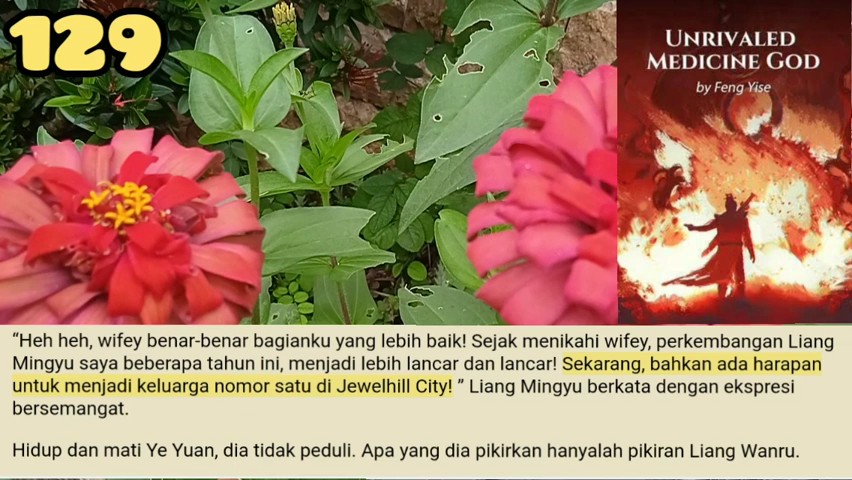 129
UNRIVALED
MEDICINE GOD
by Feng Yise
“Heh heh, wifey benar-benar bagianku yang lebih baik! Sejak menikahi wifey, perkembangan Liang
Mingyu saya beberapa tahun ini, menjadi lebih lancar dan lancar! Sekarang, bahkan ada harapan
untuk menjadi keluarga nomor satu di Jewelhill City! ” Liang Mingyu berkata dengan ekspresi
bersemangat.
Hidup dan mati Ye Yuan, dia tidak peduli. Apa yang dia pikirkan hanyalah pikiran Liang Wanru.